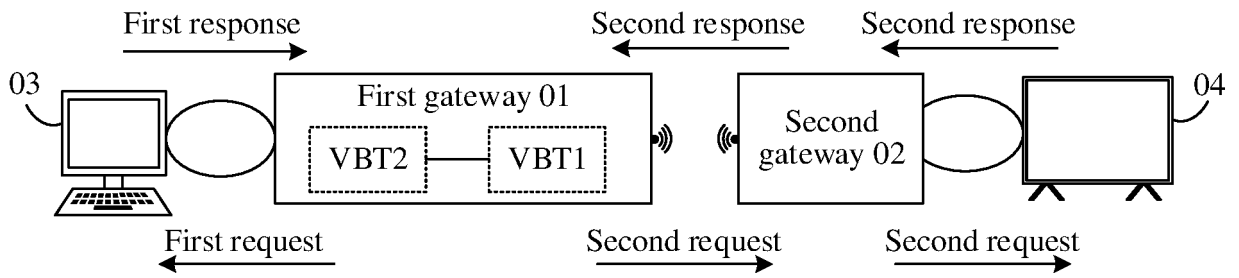 First response
Second response
Second response
03
First gateway 01
VBT2
VBT1
Second
gateway 02
04
First request
Second request
Second request